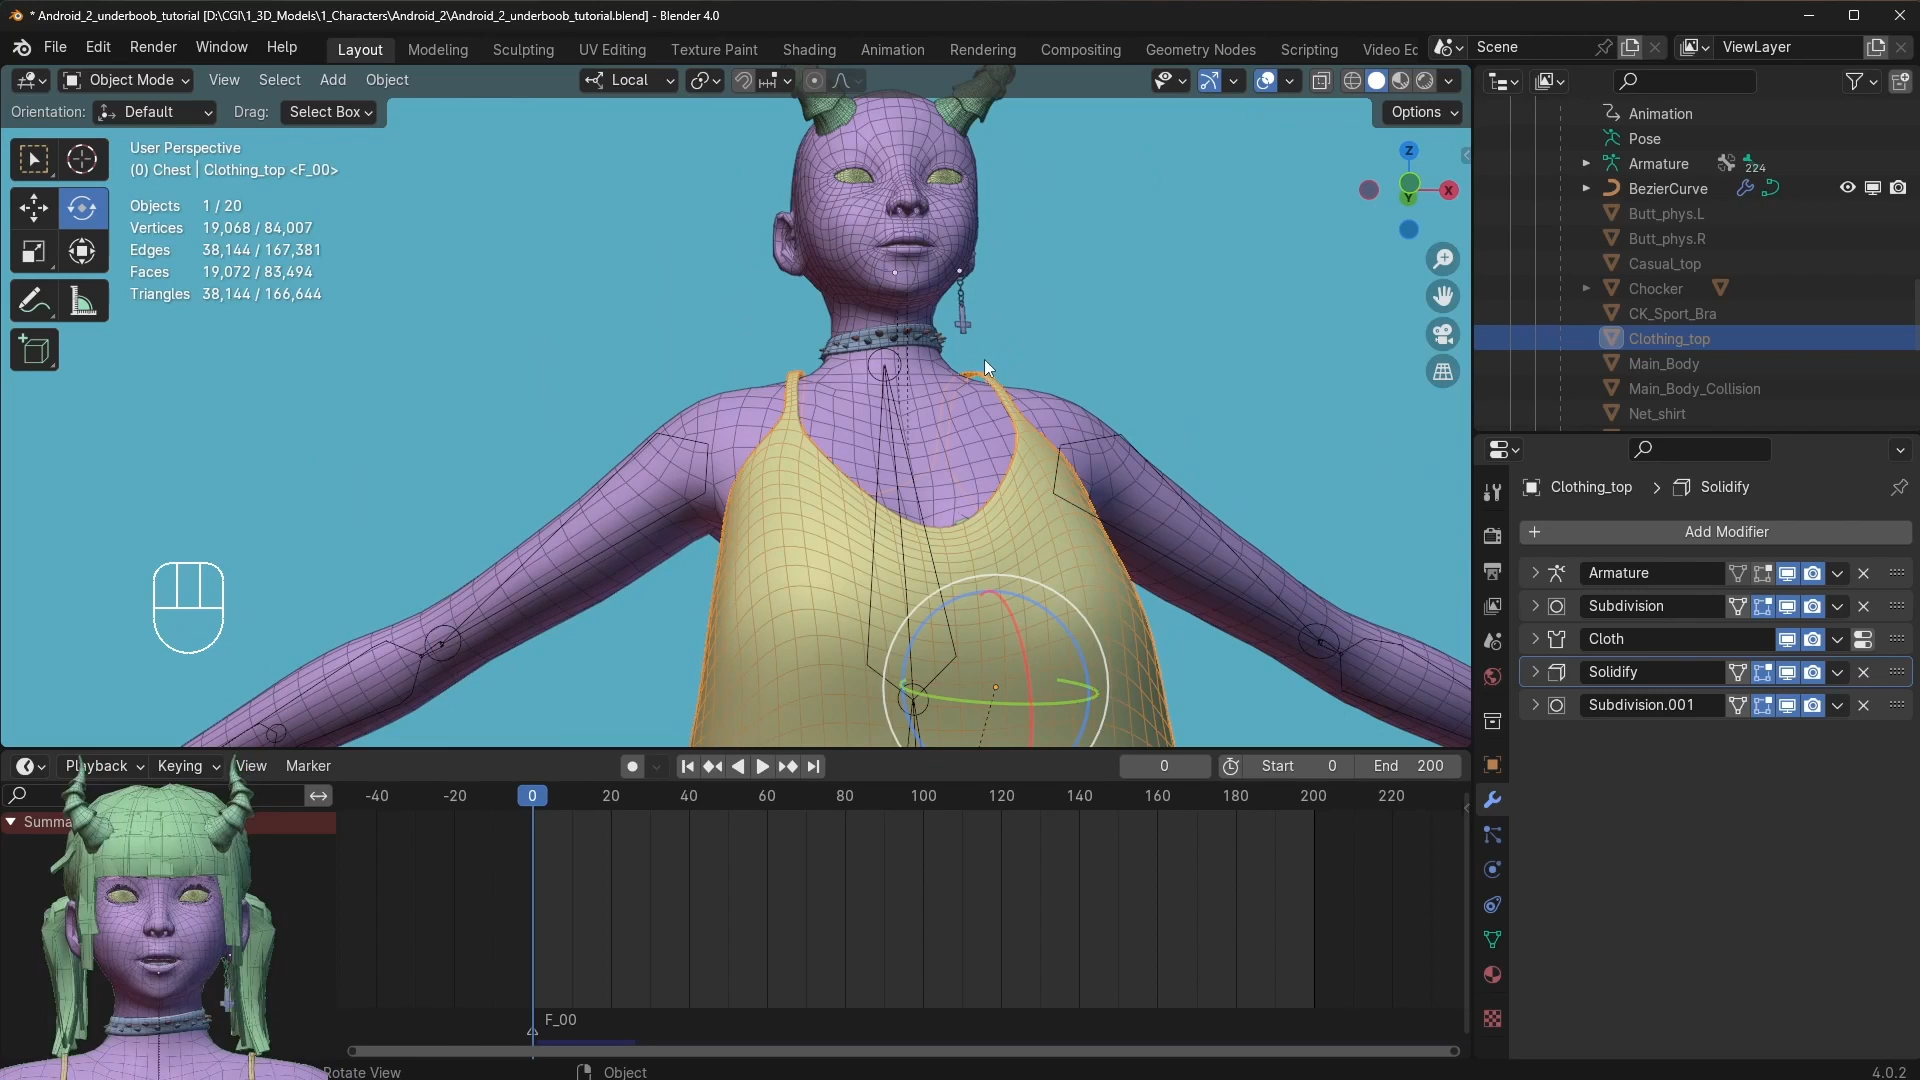 * Android_2_underboob_tutorial [D:\CGI\1_3D_Models\1_Characters\Android_2\Android_2_underboob_tutorial.blend] - Blender 4.0
File Edit Render Window Help Layout Modeling Sculpting UV Editing Texture Paint Shading Animation Rendering Compositing Geometry Nodes Scripting Video Ec Scene ViewLayer
Object Mode View Select Add Object Local
Orientation: Default Drag: Select Box Options
User Perspective
(0) Chest | Clothing_top <F_00>
Objects 1 / 20
Vertices 19,068 / 84,007
Edges 38,144 / 167,381
Faces 19,072 / 83,494
Triangles 38,144 / 166,644
Z
X
Y
Animation
Pose
Armature 224
BezierCurve
Butt_phys.L
Butt_phys.R
Casual_top
Chocker
CK_Sport_Bra
Clothing_top
Main_Body
Main_Body_Collision
Net_shirt
Clothing_top > Solidify
+ Add Modifier
Armature
Subdivision
Cloth
Solidify
Subdivision.001
Playback Keying View Marker 0 Start 0 End 200
-40 -20 0 20 40 60 80 100 120 140 160 180 200 220
Summa
F_00
Rotate View Object 4.0.2